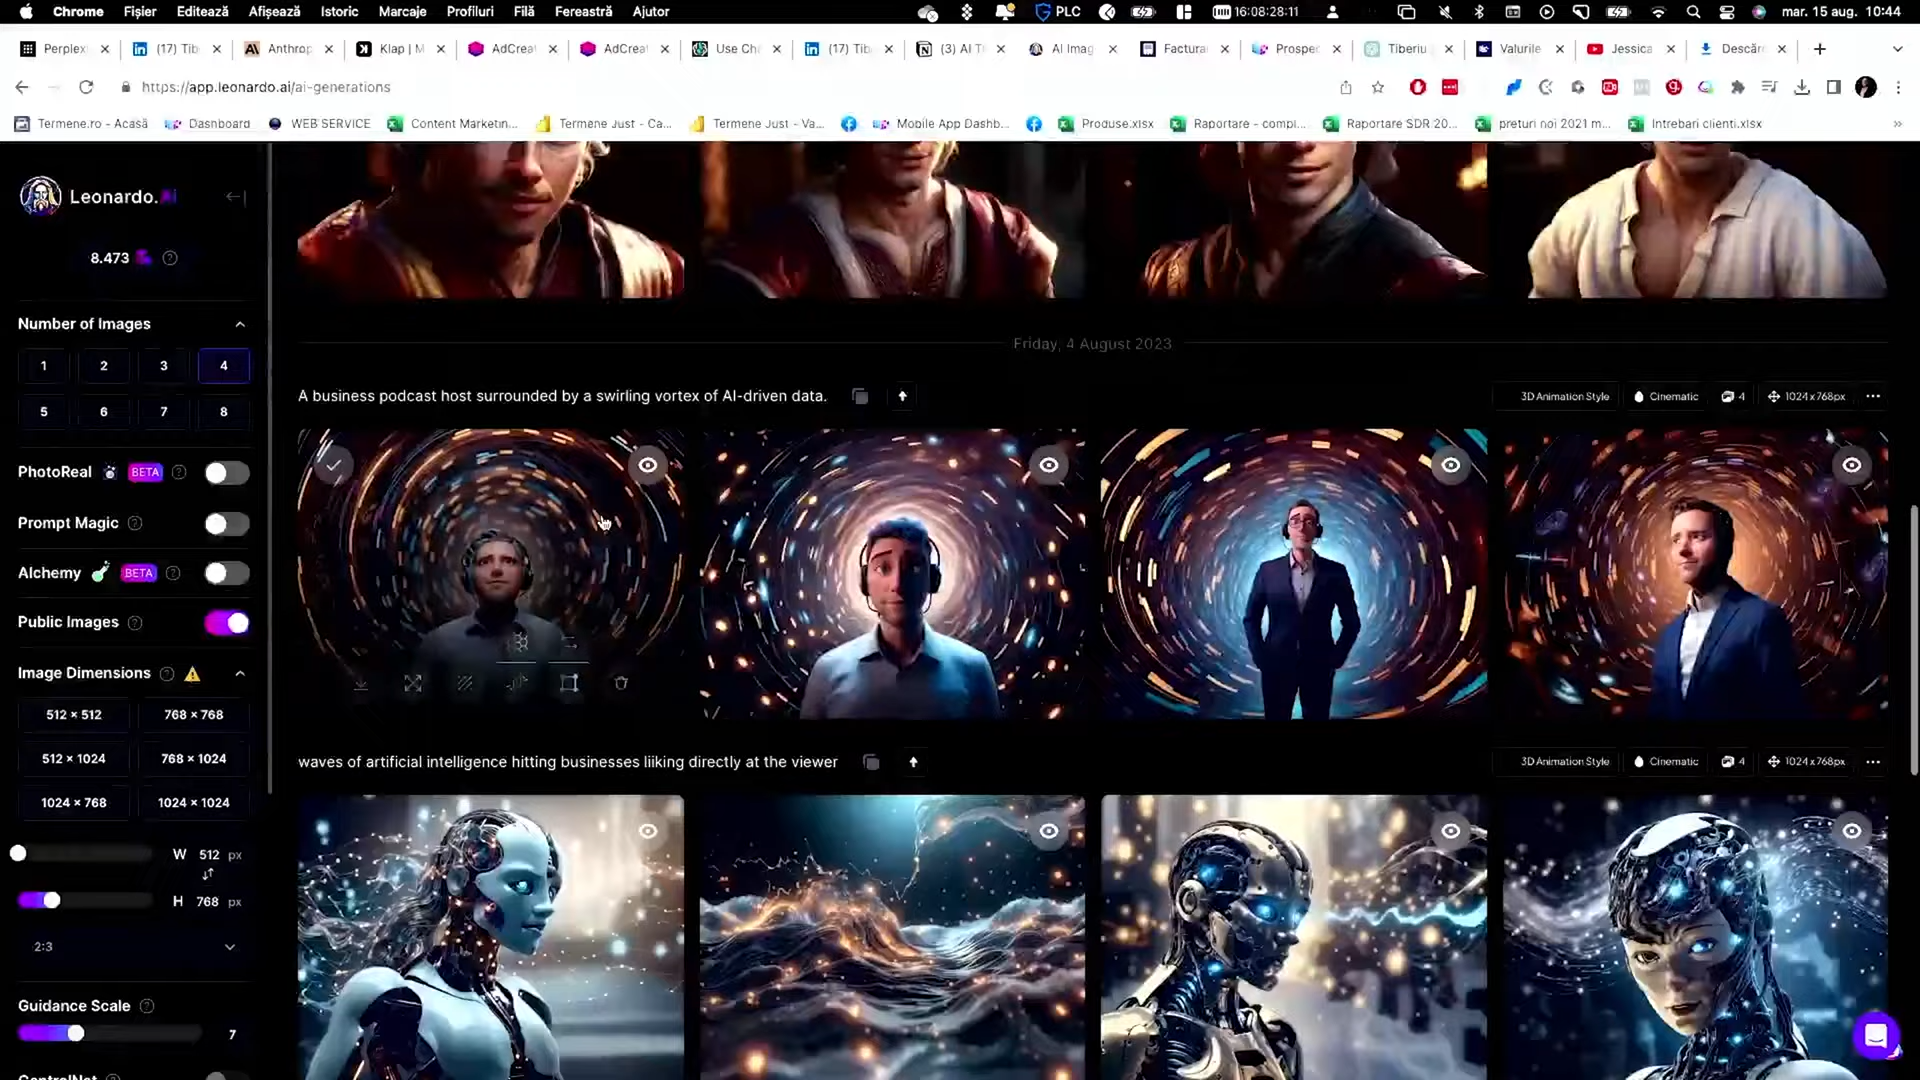 Chrome Fișier Editează Afișează Istoric Marcaje Profiluri Filă Fereastră Ajutor PLC 16:08:28:11 mar. 15 aug. 10:44
Perplexi (17) Tib Anthrop Klap | M AdCrea AdCrea Use Ch (17) Tib (3) AI T AI Imag Factura Prospec Tiberiu Valurile Jessica Descăr
https://app.leonardo.ai/ai-generations
Termene.ro - Acasă Dashboard WEB SERVICE Content Marketin... Termene Just - Ca... Termene Just - Va... Mobile App Dashb... Produse.xlsx Raportare - compl... Raportare SDR 20... preturi noi 2021 m... Intrebari clienti.xlsx
Leonardo.Ai
8.473
Number of Images
1 2 3 4
5 6 7 8
PhotoReal BETA
Prompt Magic
Alchemy BETA
Public Images
Image Dimensions
512 × 512 768 × 768
512 × 1024 768 × 1024
1024 × 768 1024 × 1024
W 512 px
H 768 px
2:3
Guidance Scale
7
ControlNet
Friday, 4 August 2023
A business podcast host surrounded by a swirling vortex of AI-driven data. 3D Animation Style Cinematic 4 1024x768px
waves of artificial intelligence hitting businesses liiking directly at the viewer 3D Animation Style Cinematic 4 1024x768px